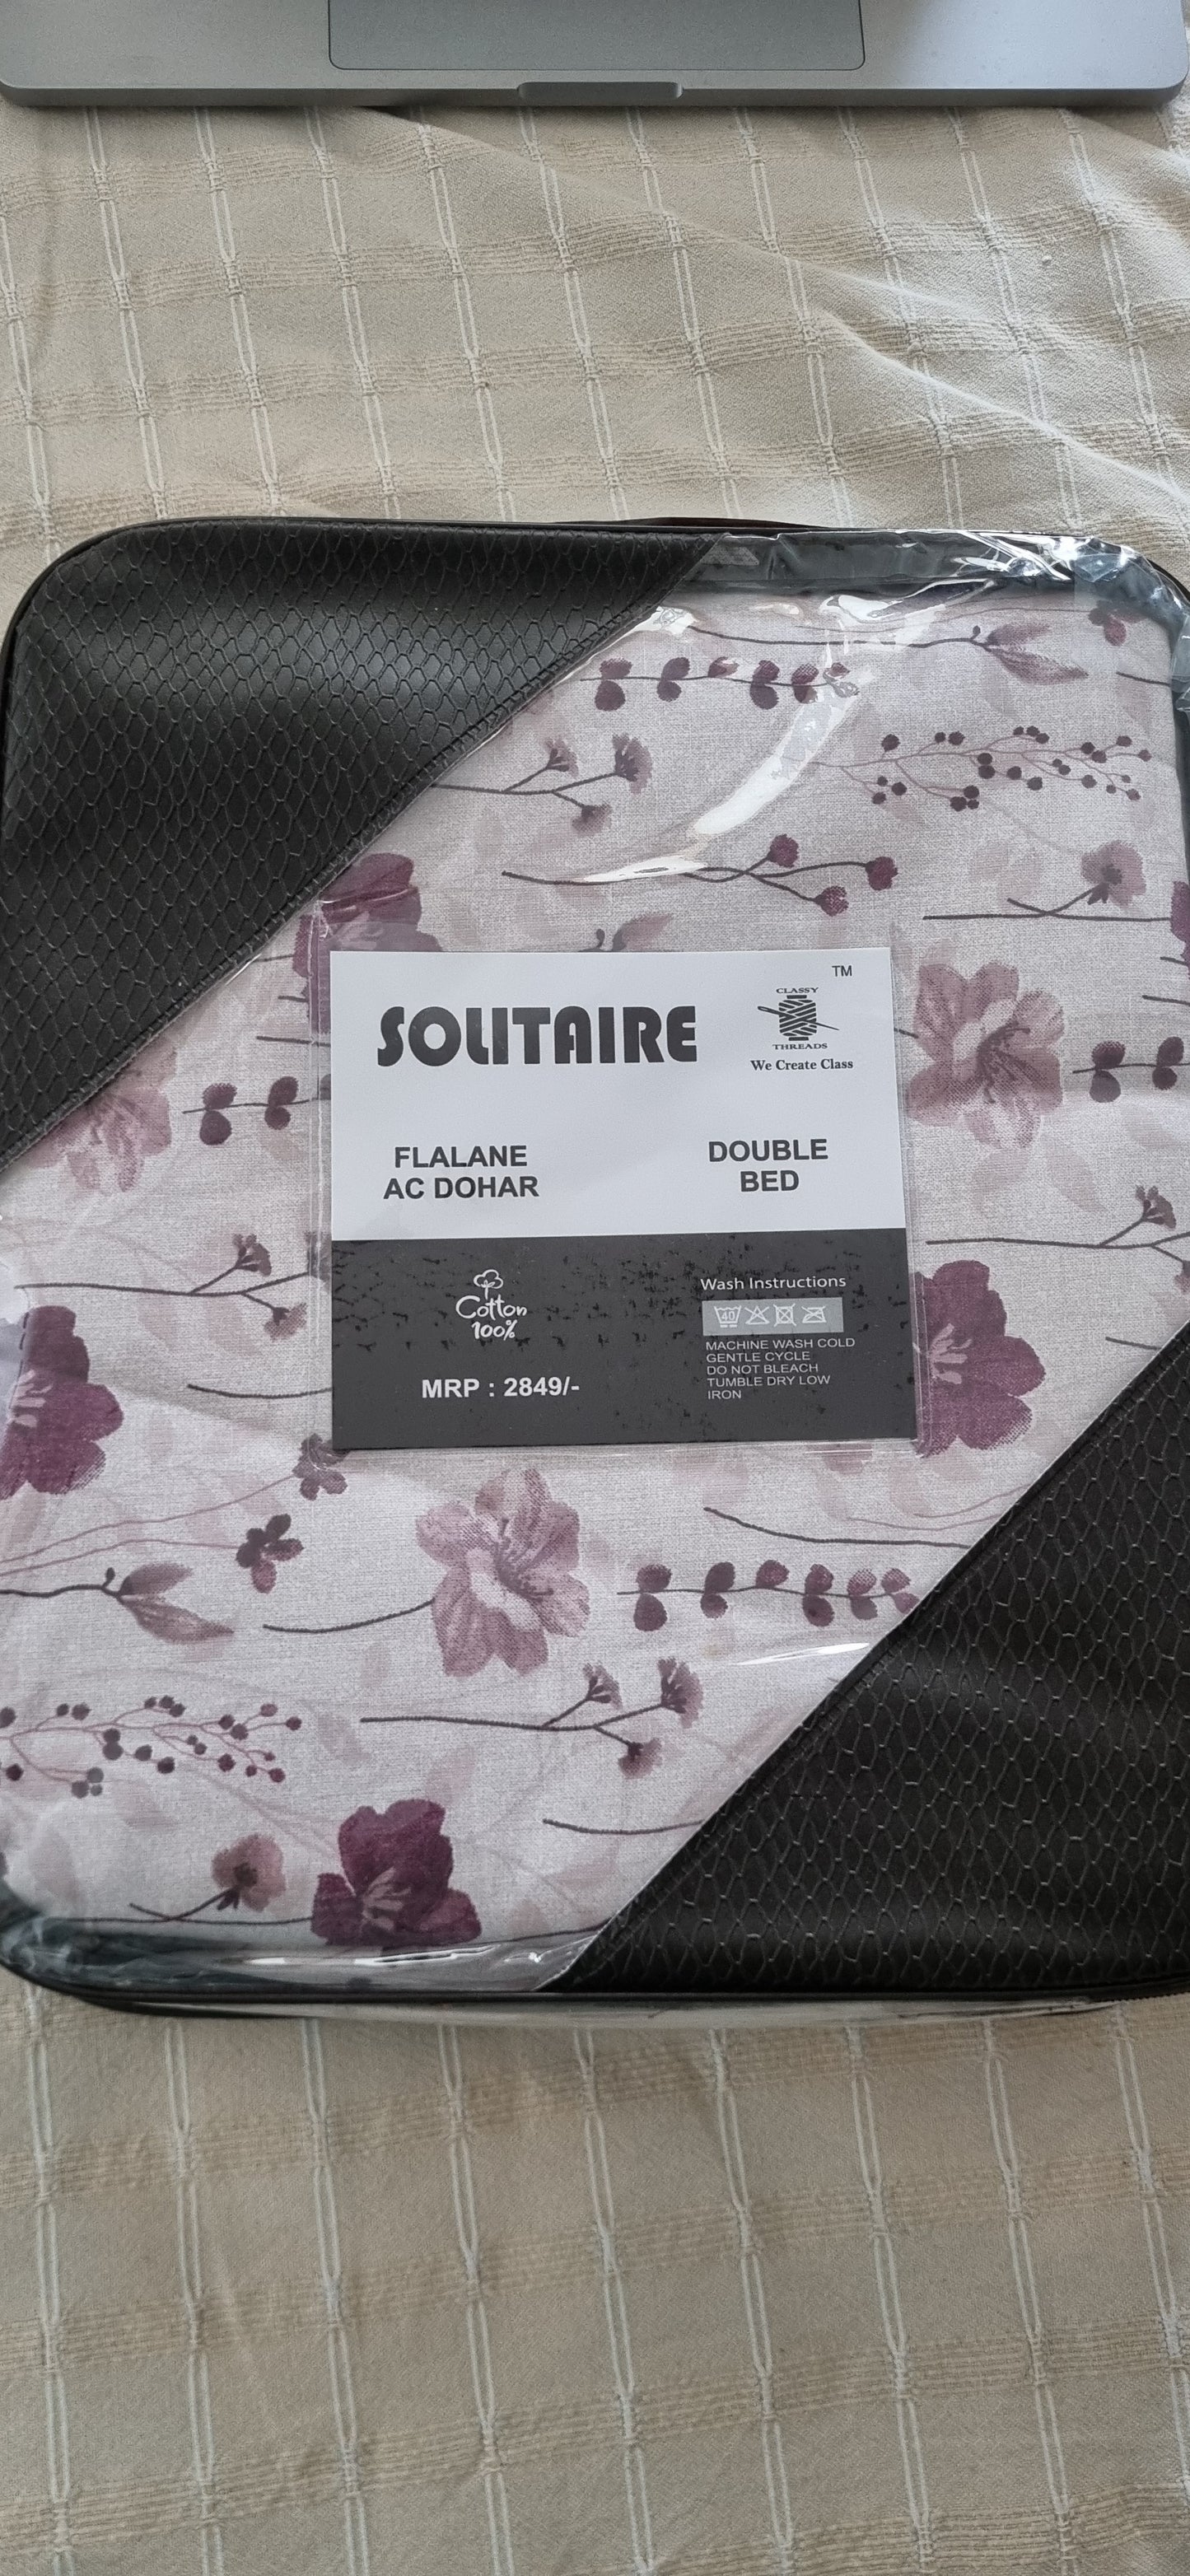 TM
SOLITAIRE
CLASSY
THREADS
We Create Class
FLALANE
AC DOHAR
DOUBLE
BED
Cotton
100%
MRP : 2849/-
Wash Instructions
40
MACHINE WASH COLD
GENTLE CYCLE
DO NOT BLEACH
TUMBLE DRY LOW
IRON